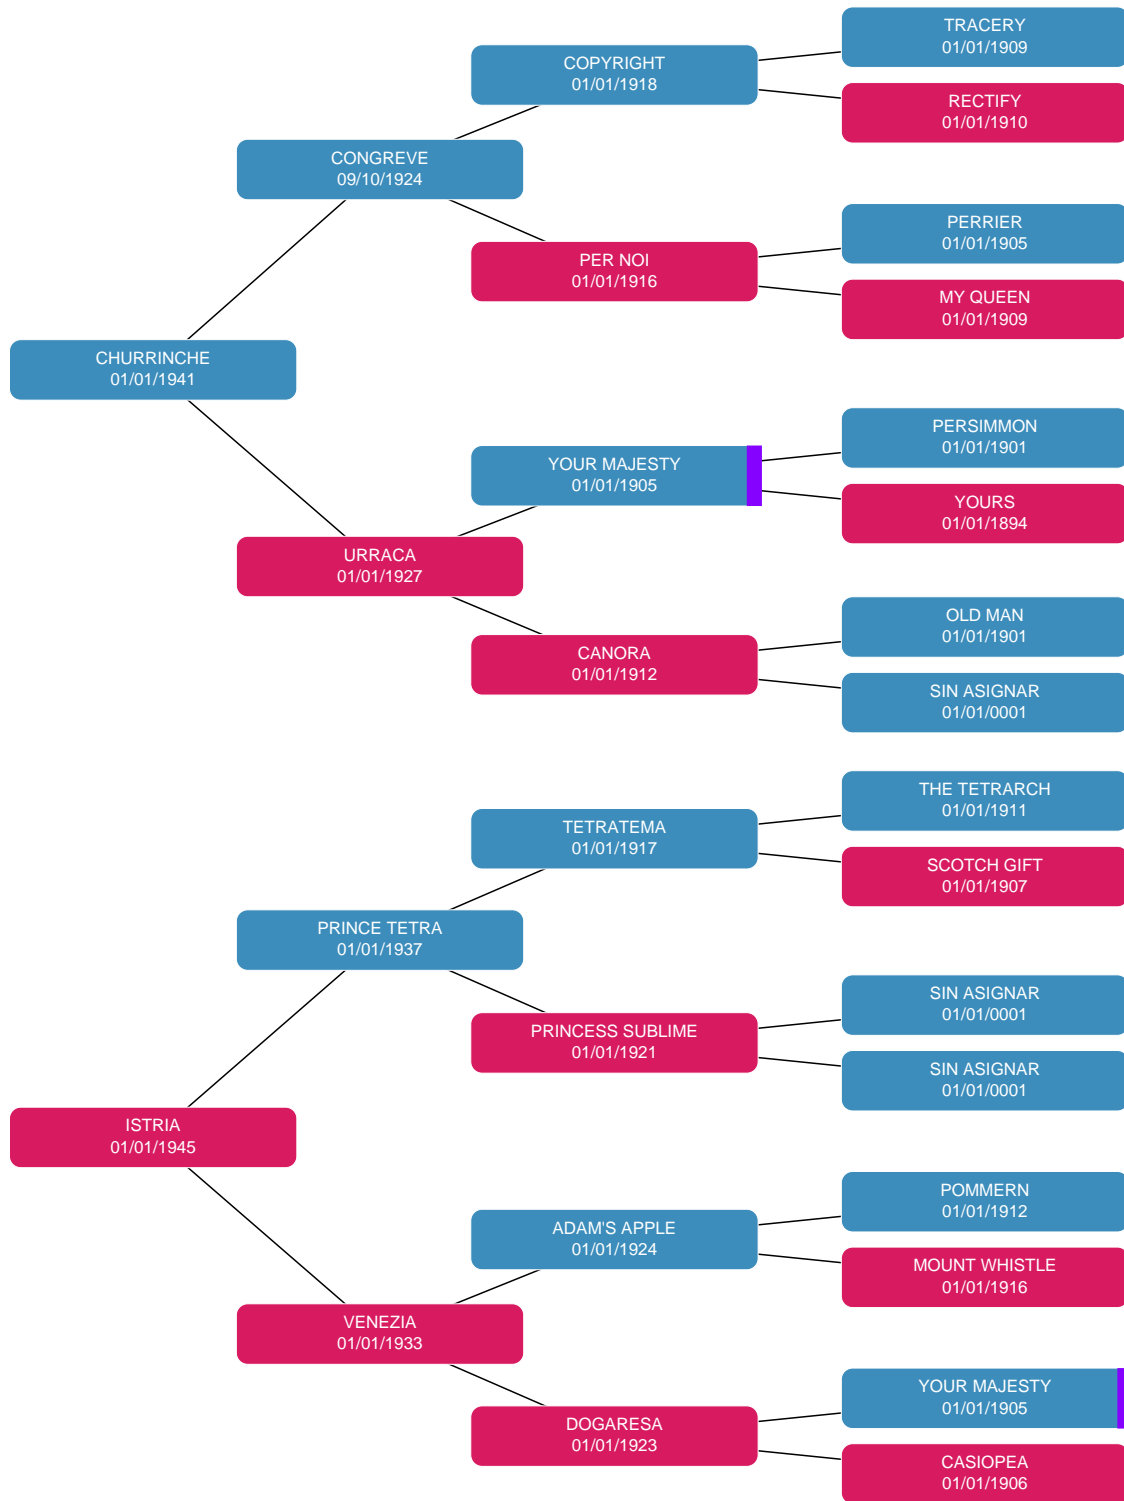 TRACERY
01/01/1909
COPYRIGHT
01/01/1918
RECTIFY
01/01/1910
CONGREVE
09/10/1924
PERRIER
01/01/1905
PER NOI
01/01/1916
MY QUEEN
01/01/1909
CHURRINCHE
01/01/1941
PERSIMMON
01/01/1901
YOUR MAJESTY
01/01/1905
YOURS
01/01/1894
URRACA
01/01/1927
OLD MAN
01/01/1901
CANORA
01/01/1912
SIN ASIGNAR
01/01/0001
THE TETRARCH
01/01/1911
TETRATEMA
01/01/1917
SCOTCH GIFT
01/01/1907
PRINCE TETRA
01/01/1937
SIN ASIGNAR
01/01/0001
PRINCESS SUBLIME
01/01/1921
SIN ASIGNAR
01/01/0001
ISTRIA
01/01/1945
POMMERN
01/01/1912
ADAM'S APPLE
01/01/1924
MOUNT WHISTLE
01/01/1916
VENEZIA
01/01/1933
YOUR MAJESTY
01/01/1905
DOGARESA
01/01/1923
CASIOPEA
01/01/1906